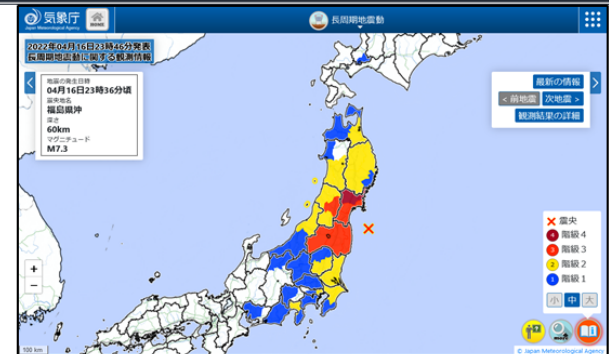 気象庁
Japan Meteorological Agency
HOME
長周期地震動
2022年04月16日23時46分発表
長周期地震動に関する観測情報
地震の発生日時
04月16日23時36分頃
震央地名
福島県沖
深さ
60km
マグニチュード
M7.3
最新の情報
< 前地震 次地震 >
観測結果の詳細
震央
4 階級4
3 階級3
2 階級2
1 階級1
小 中 大
+
−
100 km
© Japan Meteorological Agency